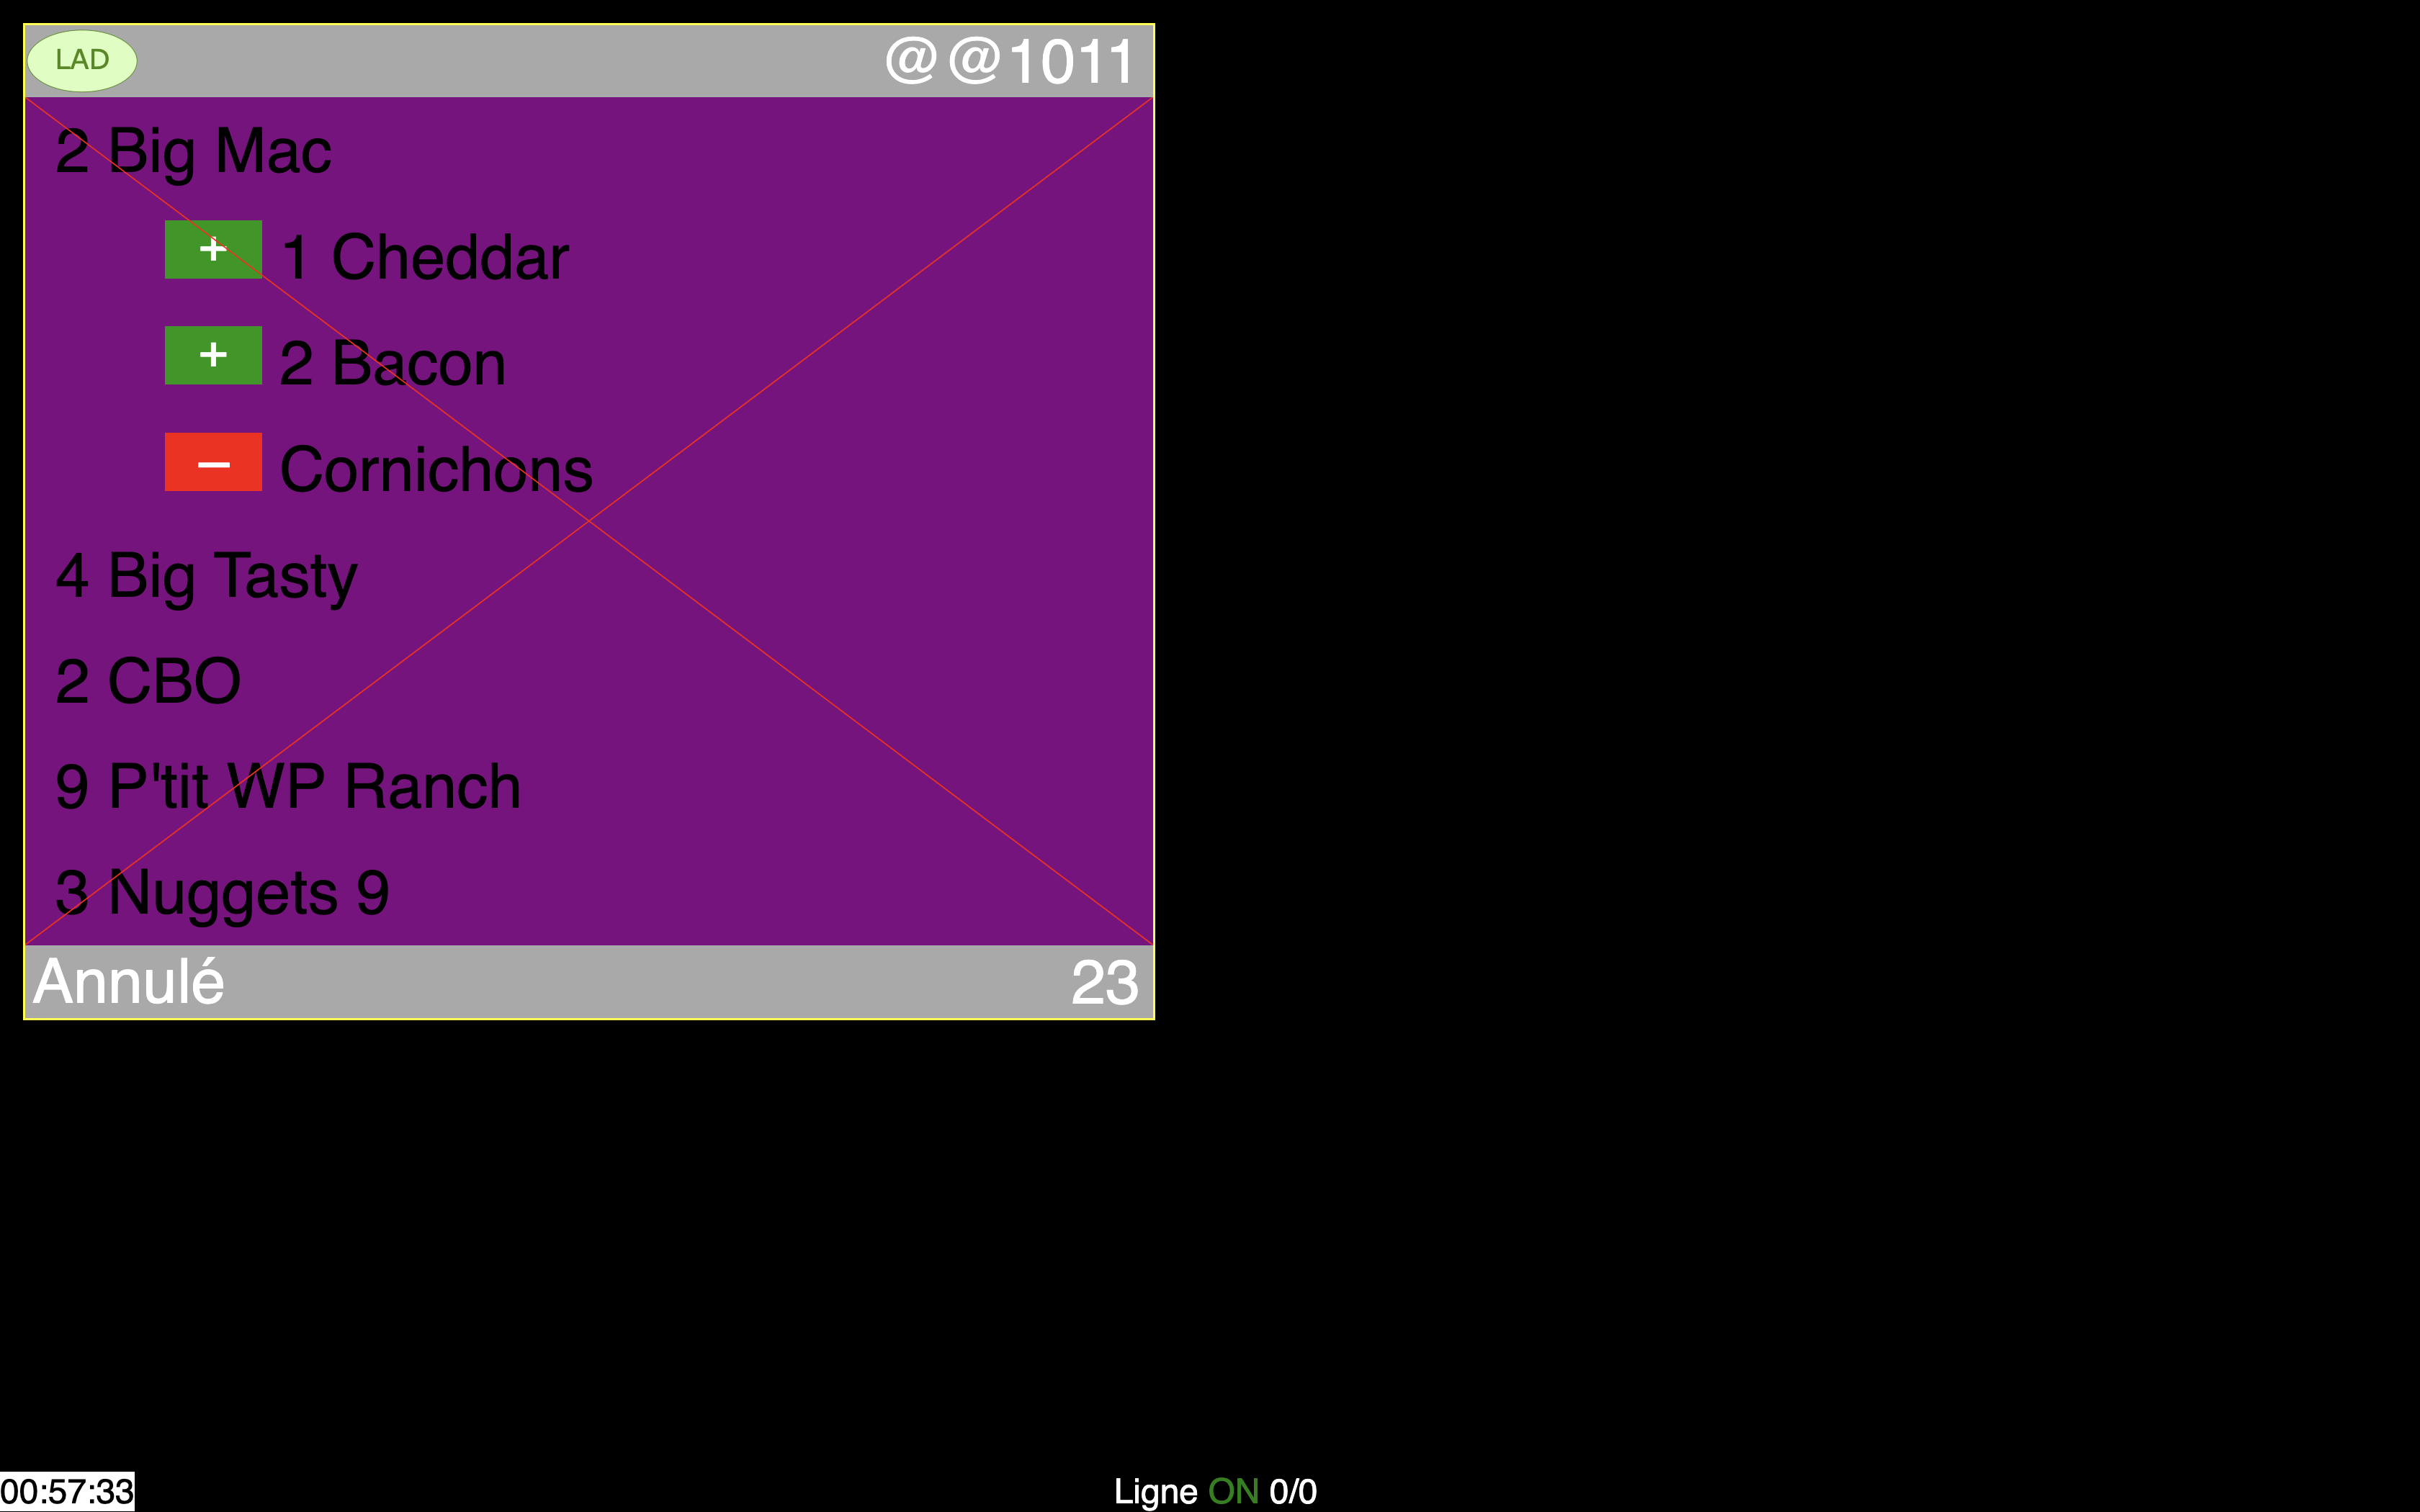 LAD @@1011
2 Big Mac
+ 1 Cheddar
+ 2 Bacon
– Cornichons
4 Big Tasty
2 CBO
9 P'tit WP Ranch
3 Nuggets 9
Annulé 23
00:57:33 Ligne ON 0/0